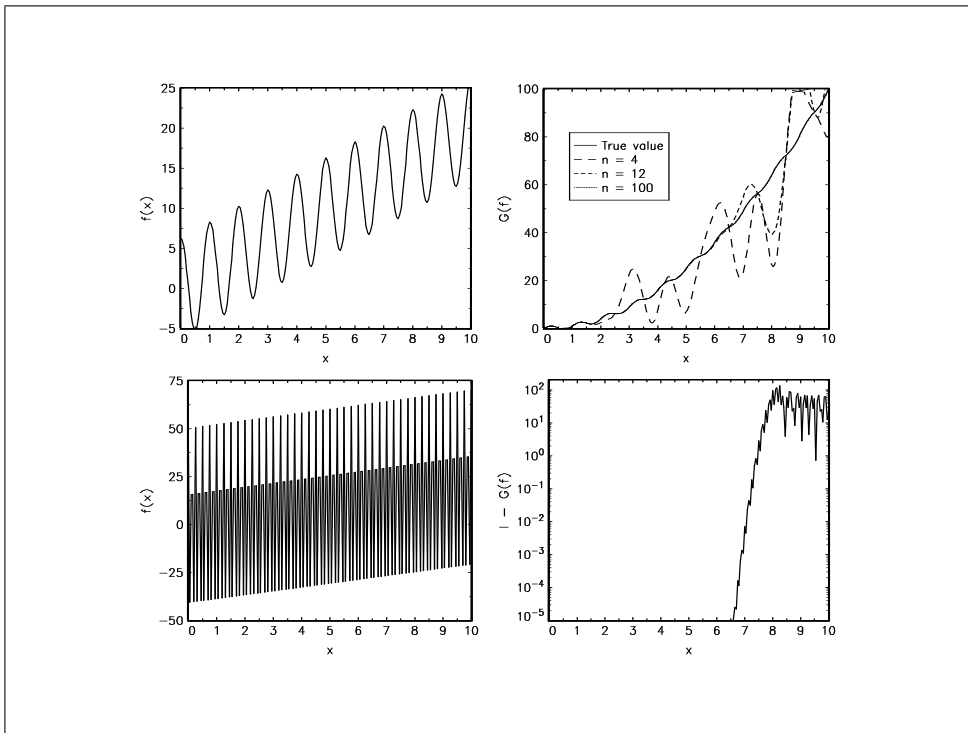 25
20
15
10
5
0
−5
f(x)
0 1 2 3 4 5 6 7 8 9 10
x
100
80
60
40
20
0
G(f)
True value
n = 4
n = 12
n = 100
0 1 2 3 4 5 6 7 8 9 10
x
75
50
25
0
−25
−50
f(x)
0 1 2 3 4 5 6 7 8 9 10
x
10²
10¹
10⁰
10⁻¹
10⁻²
10⁻³
10⁻⁴
10⁻⁵
I − G(f)
0 1 2 3 4 5 6 7 8 9 10
x